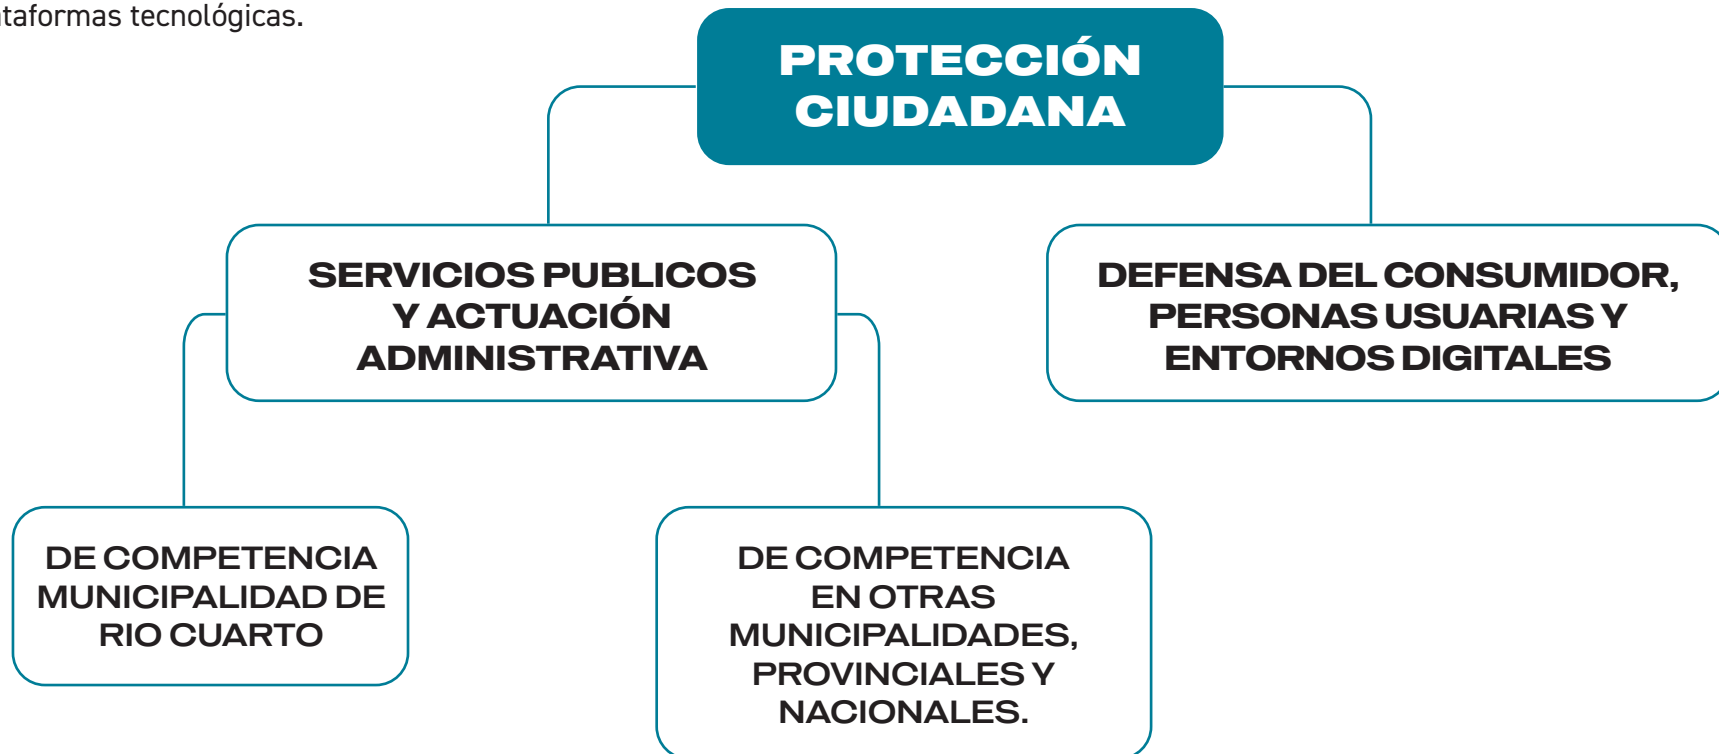 tecnológicas.
PROTECCIÓN
CIUDADANA
SERVICIOS PUBLICOS
Y ACTUACIÓN
ADMINISTRATIVA
DEFENSA DEL CONSUMIDOR,
PERSONAS USUARIAS Y
ENTORNOS DIGITALES
DE COMPETENCIA
MUNICIPALIDAD DE
RIO CUARTO
DE COMPETENCIA
EN OTRAS
MUNICIPALIDADES,
PROVINCIALES Y
NACIONALES.